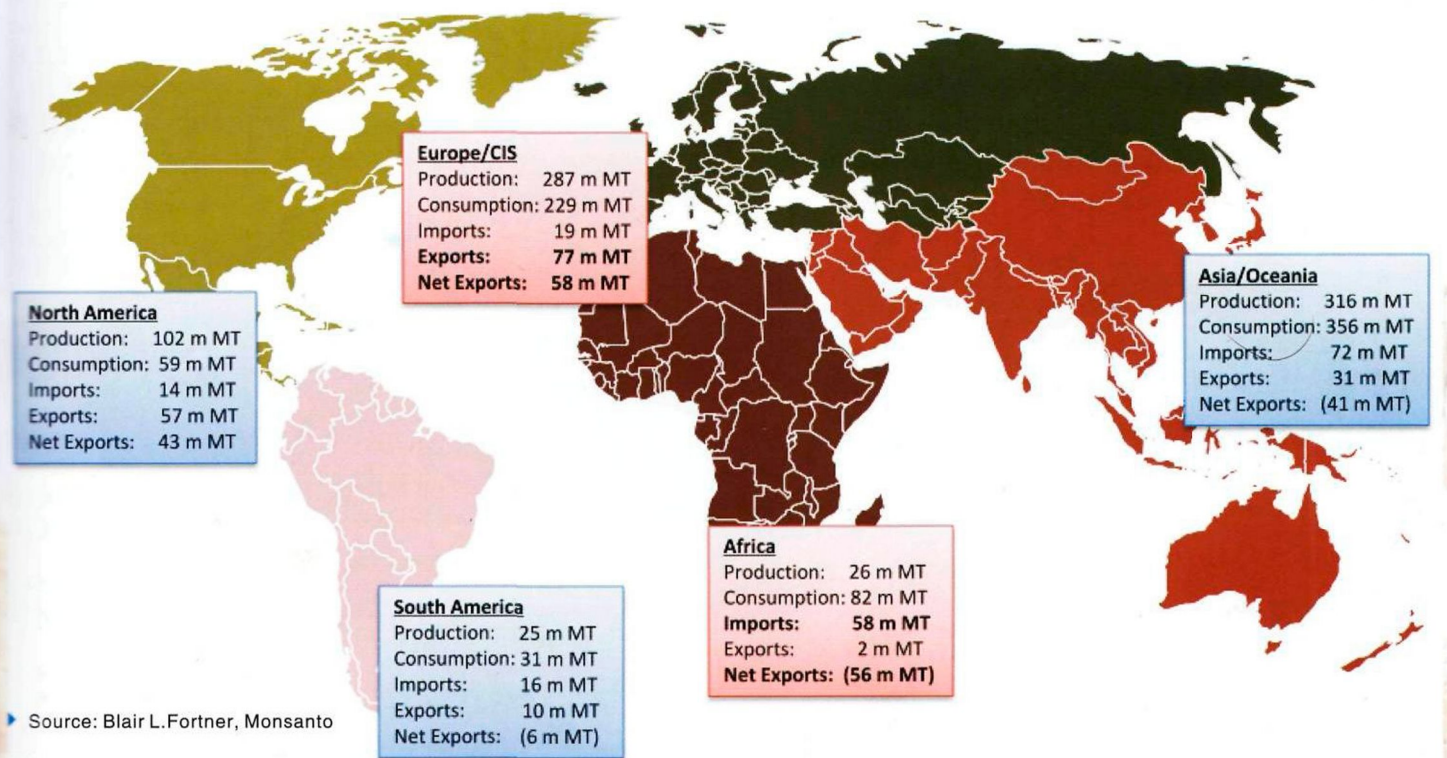 Europe/CIS
Production: 287 m MT
Consumption: 229 m MT
Imports: 19 m MT
Exports: 77 m MT
Net Exports: 58 m MT
North America
Production: 102 m MT
Consumption: 59 m MT
Imports: 14 m MT
Exports: 57 m MT
Net Exports: 43 m MT
Asia/Oceania
Production: 316 m MT
Consumption: 356 m MT
Imports: 72 m MT
Exports: 31 m MT
Net Exports: (41 m MT)
Africa
Production: 26 m MT
Consumption: 82 m MT
Imports: 58 m MT
Exports: 2 m MT
Net Exports: (56 m MT)
South America
Production: 25 m MT
Consumption: 31 m MT
Imports: 16 m MT
Exports: 10 m MT
Net Exports: (6 m MT)
Source: Blair L.Fortner, Monsanto